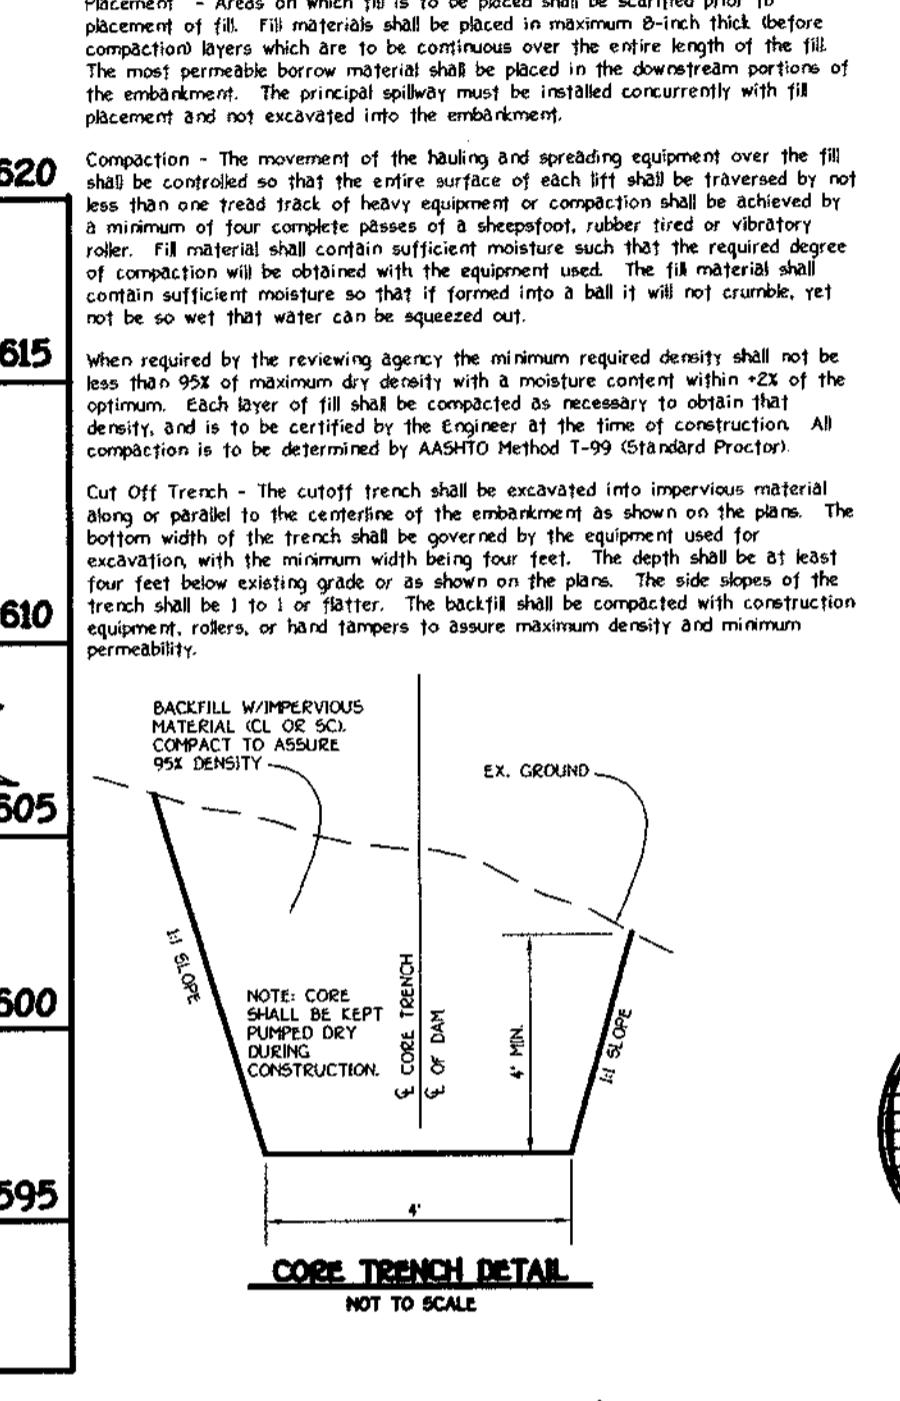 Placement - Areas on which fill is to be placed shall be scarified prior to
placement of fill. Fill materials shall be placed in maximum 8-inch thick (before
compaction) layers which are to be continuous over the entire length of the fill.
The most permeable borrow material shall be placed in the downstream portions of
the embankment. The principal spillway must be installed concurrently with fill
placement and not excavated into the embankment.
Compaction - The movement of the hauling and spreading equipment over the fill
shall be controlled so that the entire surface of each lift shall be traversed by not
less than one tread track of heavy equipment or compaction shall be achieved by
a minimum of four complete passes of a sheepsfoot, rubber tired or vibratory
roller. Fill material shall contain sufficient moisture such that the required degree
of compaction will be obtained with the equipment used. The fill material shall
contain sufficient moisture so that if formed into a ball it will not crumble, yet
not be so wet that water can be squeezed out.
When required by the reviewing agency the minimum required density shall not be
less than 95% of maximum dry density with a moisture content within +2% of the
optimum. Each layer of fill shall be compacted as necessary to obtain that
density, and is to be certified by the Engineer at the time of construction. All
compaction is to be determined by AASHTO Method T-99 (Standard Proctor).
Cut Off Trench - The cutoff trench shall be excavated into impervious material
along or parallel to the centerline of the embankment as shown on the plans. The
bottom width of the trench shall be governed by the equipment used for
excavation, with the minimum width being four feet. The depth shall be at least
four feet below existing grade or as shown on the plans. The side slopes of the
trench shall be 1 to 1 or flatter. The backfill shall be compacted with construction
equipment, rollers, or hand tampers to assure maximum density and minimum
permeability.
620
615
610
605
600
595
BACKFILL W/IMPERVIOUS
MATERIAL (CL OR SC).
COMPACT TO ASSURE
95% DENSITY
EX. GROUND
1:1 SLOPE
NOTE: CORE
SHALL BE KEPT
PUMPED DRY
DURING
CONSTRUCTION.
℄ CORE TRENCH
℄ OF DAM
4' MIN.
1:1 SLOPE
4'
CORE TRENCH DETAIL
NOT TO SCALE